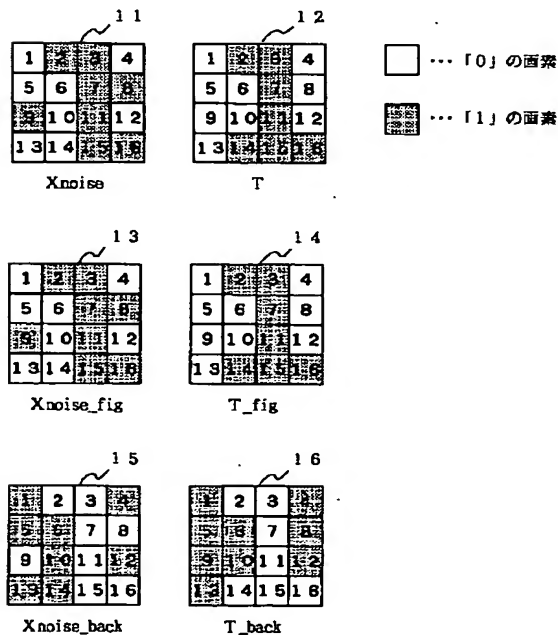 11
12
1 2 3 4
1 2 3 4
5 6 7 8
5 6 7 8
9 10 11 12
9 10 11 12
13 14 15 16
13 14 15 16
Xnoise
T
… 「0」の画素
… 「1」の画素
13
14
1 2 3 4
1 2 3 4
5 6 7 8
5 6 7 8
9 10 11 12
9 10 11 12
13 14 15 16
13 14 15 16
Xnoise_fig
T_fig
15
16
1 2 3 4
1 2 3 4
5 6 7 8
5 6 7 8
9 10 11 12
9 10 11 12
13 14 15 16
13 14 15 16
Xnoise_back
T_back